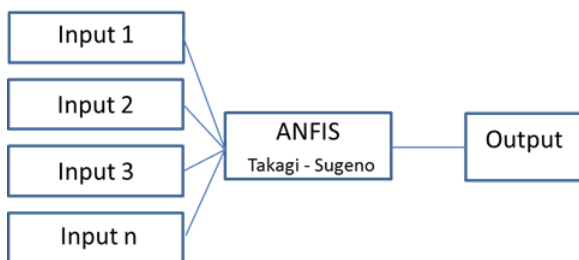 Input 1
Input 2
Input 3
Input n
ANFIS
Takagi - Sugeno
Output